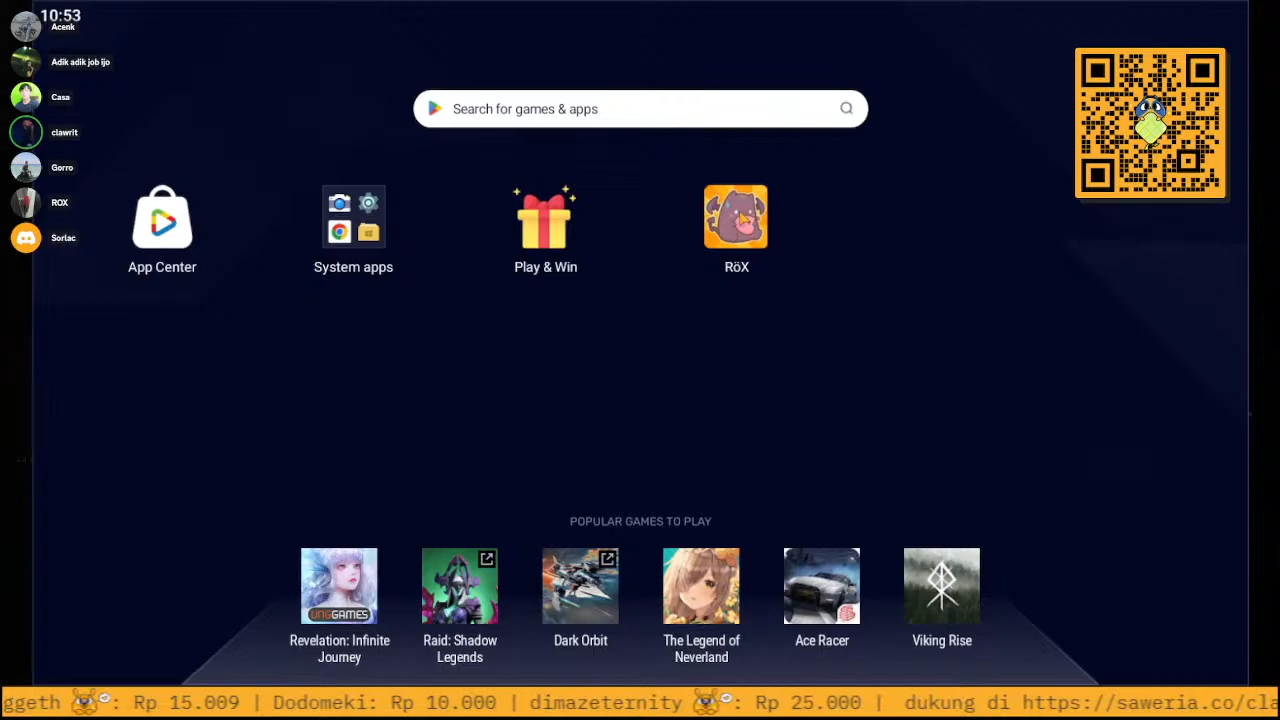 10:53
Acenk
Adik adik job ijo
Casa
clawrit
Gorro
ROX
Sorlac
Search for games & apps
App Center
System apps
Play & Win
RöX
POPULAR GAMES TO PLAY
VNGGAMES
Revelation: Infinite
Journey
Raid: Shadow
Legends
Dark Orbit
The Legend of
Neverland
Ace Racer
Viking Rise
ggeth : Rp 15.009 | Dodomeki: Rp 10.000 | dimazeternity : Rp 25.000 | dukung di https://saweria.co/cla